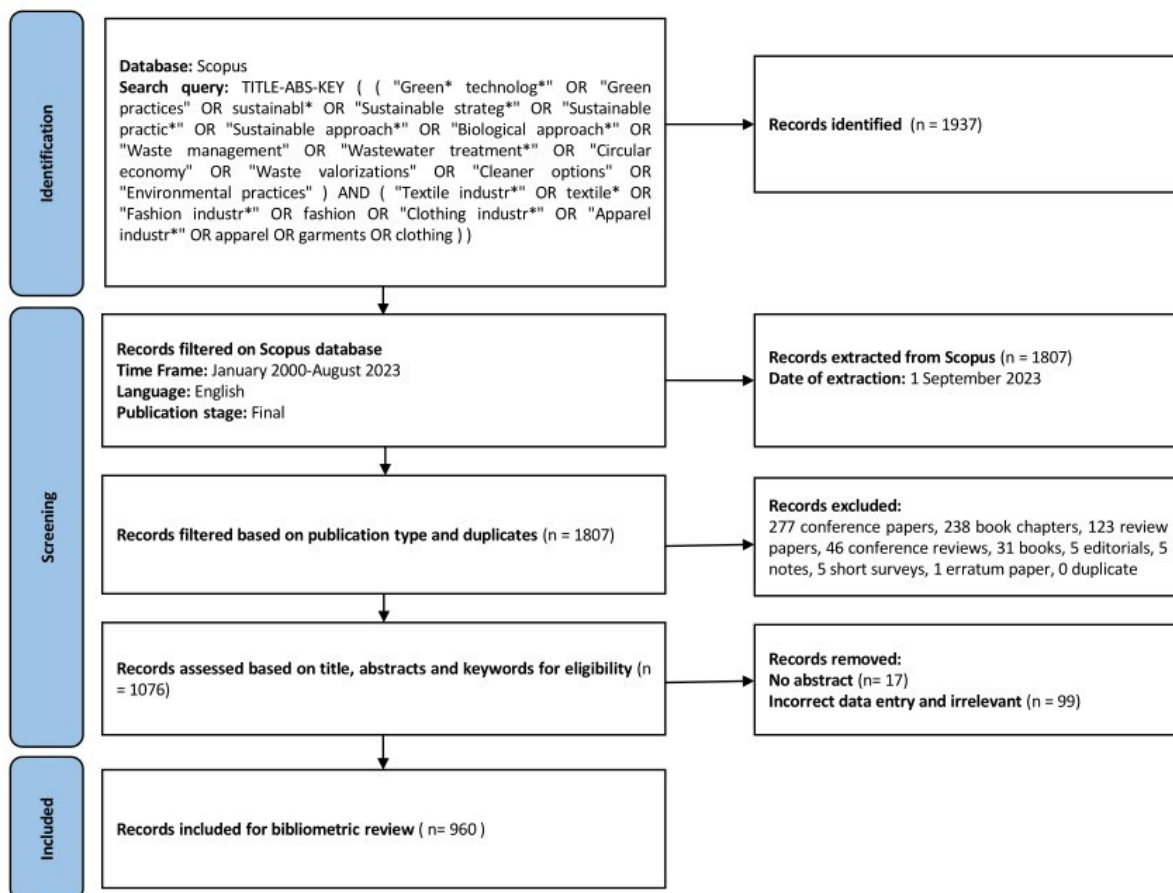 Identification
Database: Scopus
Search query: TITLE-ABS-KEY ( ( "Green* technolog*" OR "Green
practices" OR sustainabl* OR "Sustainable strateg*" OR "Sustainable
practic*" OR "Sustainable approach*" OR "Biological approach*" OR
"Waste management" OR "Wastewater treatment*" OR "Circular
economy" OR "Waste valorizations" OR "Cleaner options" OR
"Environmental practices" ) AND ( "Textile industr*" OR textile* OR
"Fashion industr*" OR fashion OR "Clothing industr*" OR "Apparel
industr*" OR apparel OR garments OR clothing ) )
Records identified (n = 1937)
Screening
Records filtered on Scopus database
Time Frame: January 2000-August 2023
Language: English
Publication stage: Final
Records extracted from Scopus (n = 1807)
Date of extraction: 1 September 2023
Records filtered based on publication type and duplicates (n = 1807)
Records excluded:
277 conference papers, 238 book chapters, 123 review
papers, 46 conference reviews, 31 books, 5 editorials, 5
notes, 5 short surveys, 1 erratum paper, 0 duplicate
Records assessed based on title, abstracts and keywords for eligibility (n
= 1076)
Records removed:
No abstract (n= 17)
Incorrect data entry and irrelevant (n = 99)
Included
Records included for bibliometric review ( n= 960 )